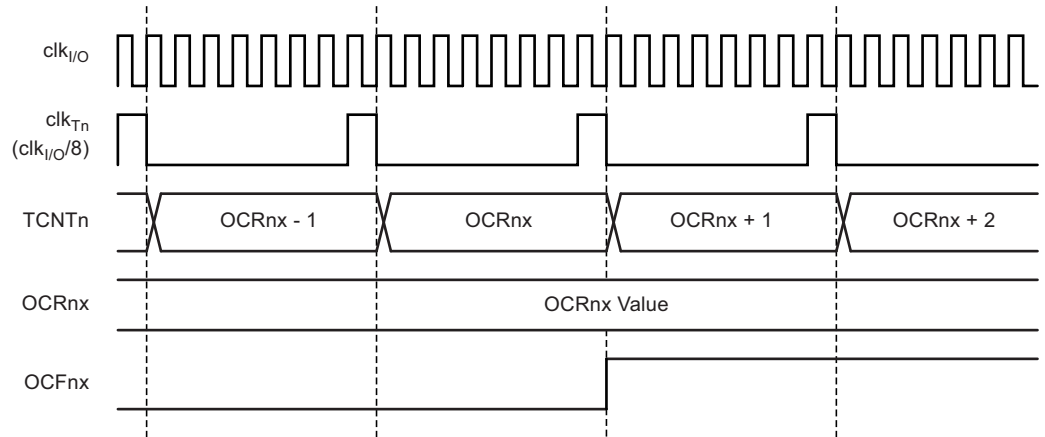 clkI/O
clkTn
(clkI/O/8)
TCNTn
OCRnx - 1
OCRnx
OCRnx + 1
OCRnx + 2
OCRnx
OCRnx Value
OCFnx